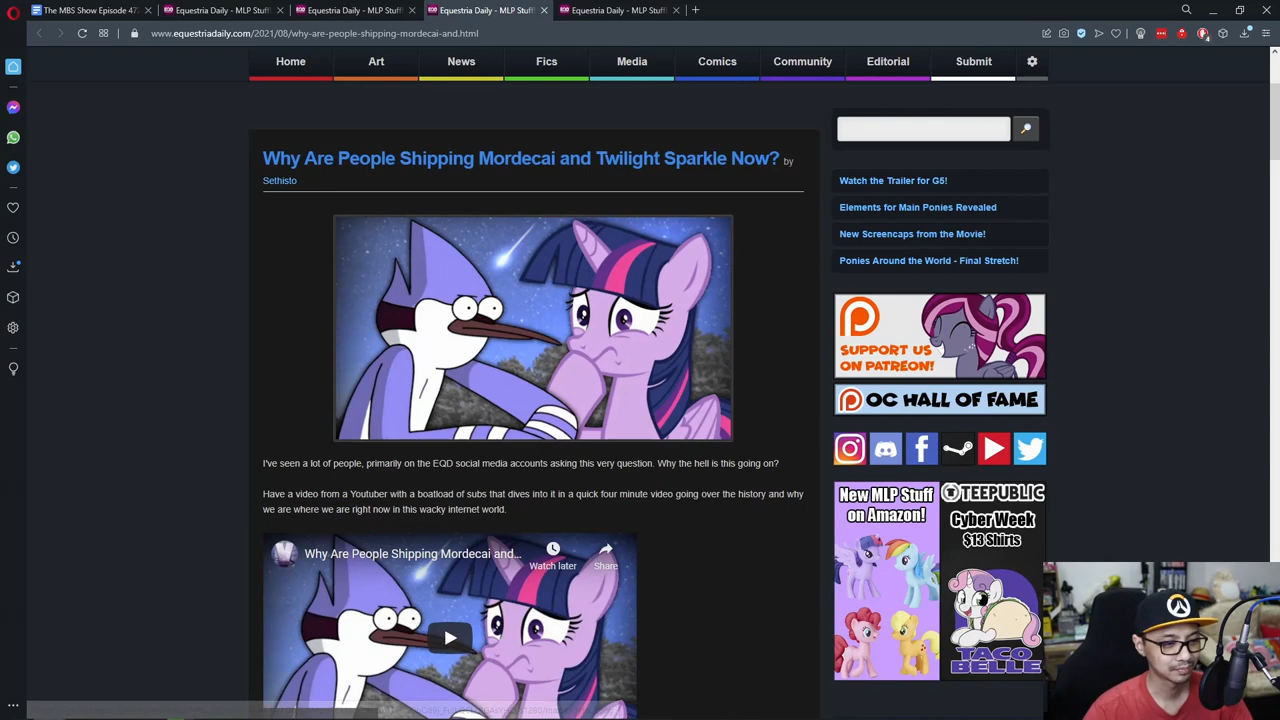 The MBS Show Episode 47
Equestria Daily - MLP Stuff
Equestria Daily - MLP Stuff
Equestria Daily - MLP Stuff
Equestria Daily - MLP Stuff
www.equestriadaily.com/2021/08/why-are-people-shipping-mordecai-and.html
Home
Art
News
Fics
Media
Comics
Community
Editorial
Submit
Why Are People Shipping Mordecai and Twilight Sparkle Now? by
Sethisto
I've seen a lot of people, primarily on the EQD social media accounts asking this very question. Why the hell is this going on?
Have a video from a Youtuber with a boatload of subs that dives into it in a quick four minute video going over the history and why
we are where we are right now in this wacky internet world.
Why Are People Shipping Mordecai and...
Watch later
Share
Watch the Trailer for G5!
Elements for Main Ponies Revealed
New Screencaps from the Movie!
Ponies Around the World - Final Stretch!
SUPPORT US
ON PATREON!
OC HALL OF FAME
New MLP Stuff
on Amazon!
TEEPUBLIC
Cyber Week
$13 Shirts
TACO
BELLE